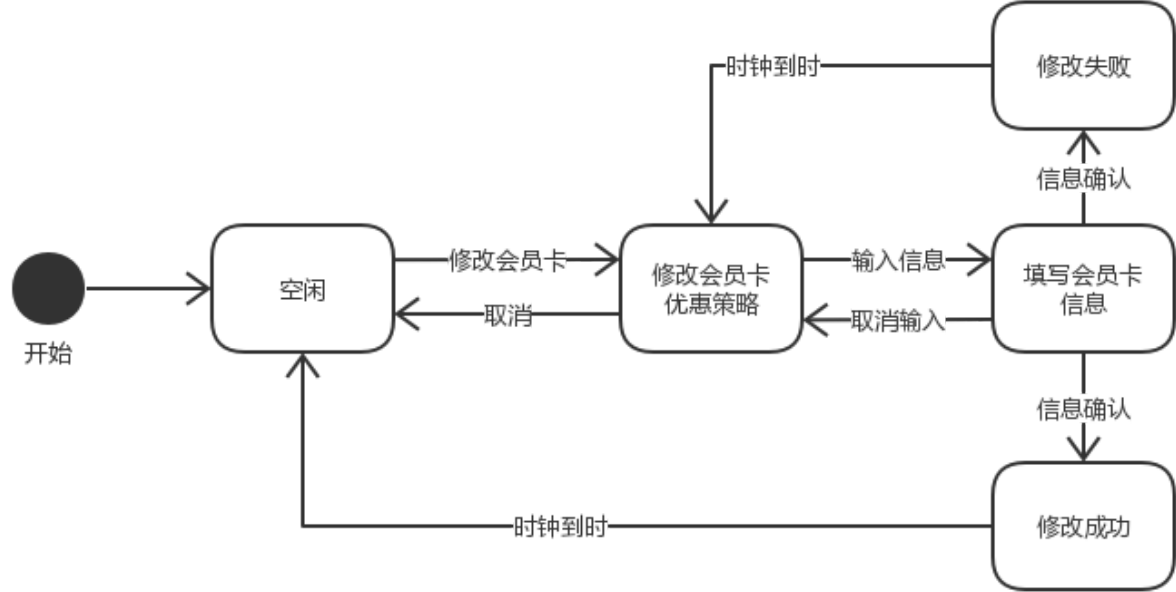 时钟到时
修改失败
信息确认
空闲
修改会员卡
修改会员卡
优惠策略
输入信息
填写会员卡
信息
取消
取消输入
开始
信息确认
时钟到时
修改成功